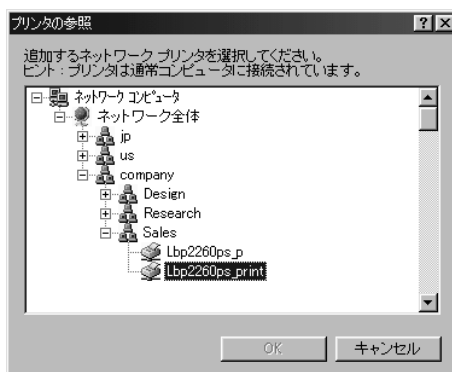 プリンタの参照
追加するネットワーク プリンタを選択してください。
ヒント：プリンタは通常コンピュータに接続されています。
ネットワーク コンピュータ
ネットワーク全体
jp
us
company
Design
Research
Sales
Lbp2260ps_p
Lbp2260ps_print
OK
キャンセル